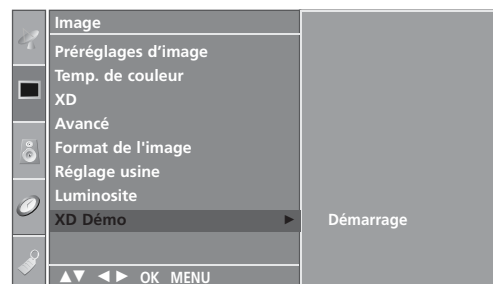 Image
Préréglages d’image
Temp. de couleur
XD
Avancé
Format de l'image
Réglage usine
Luminosite
XD Démo ► Démarrage
▲▼ ◄► OK MENU